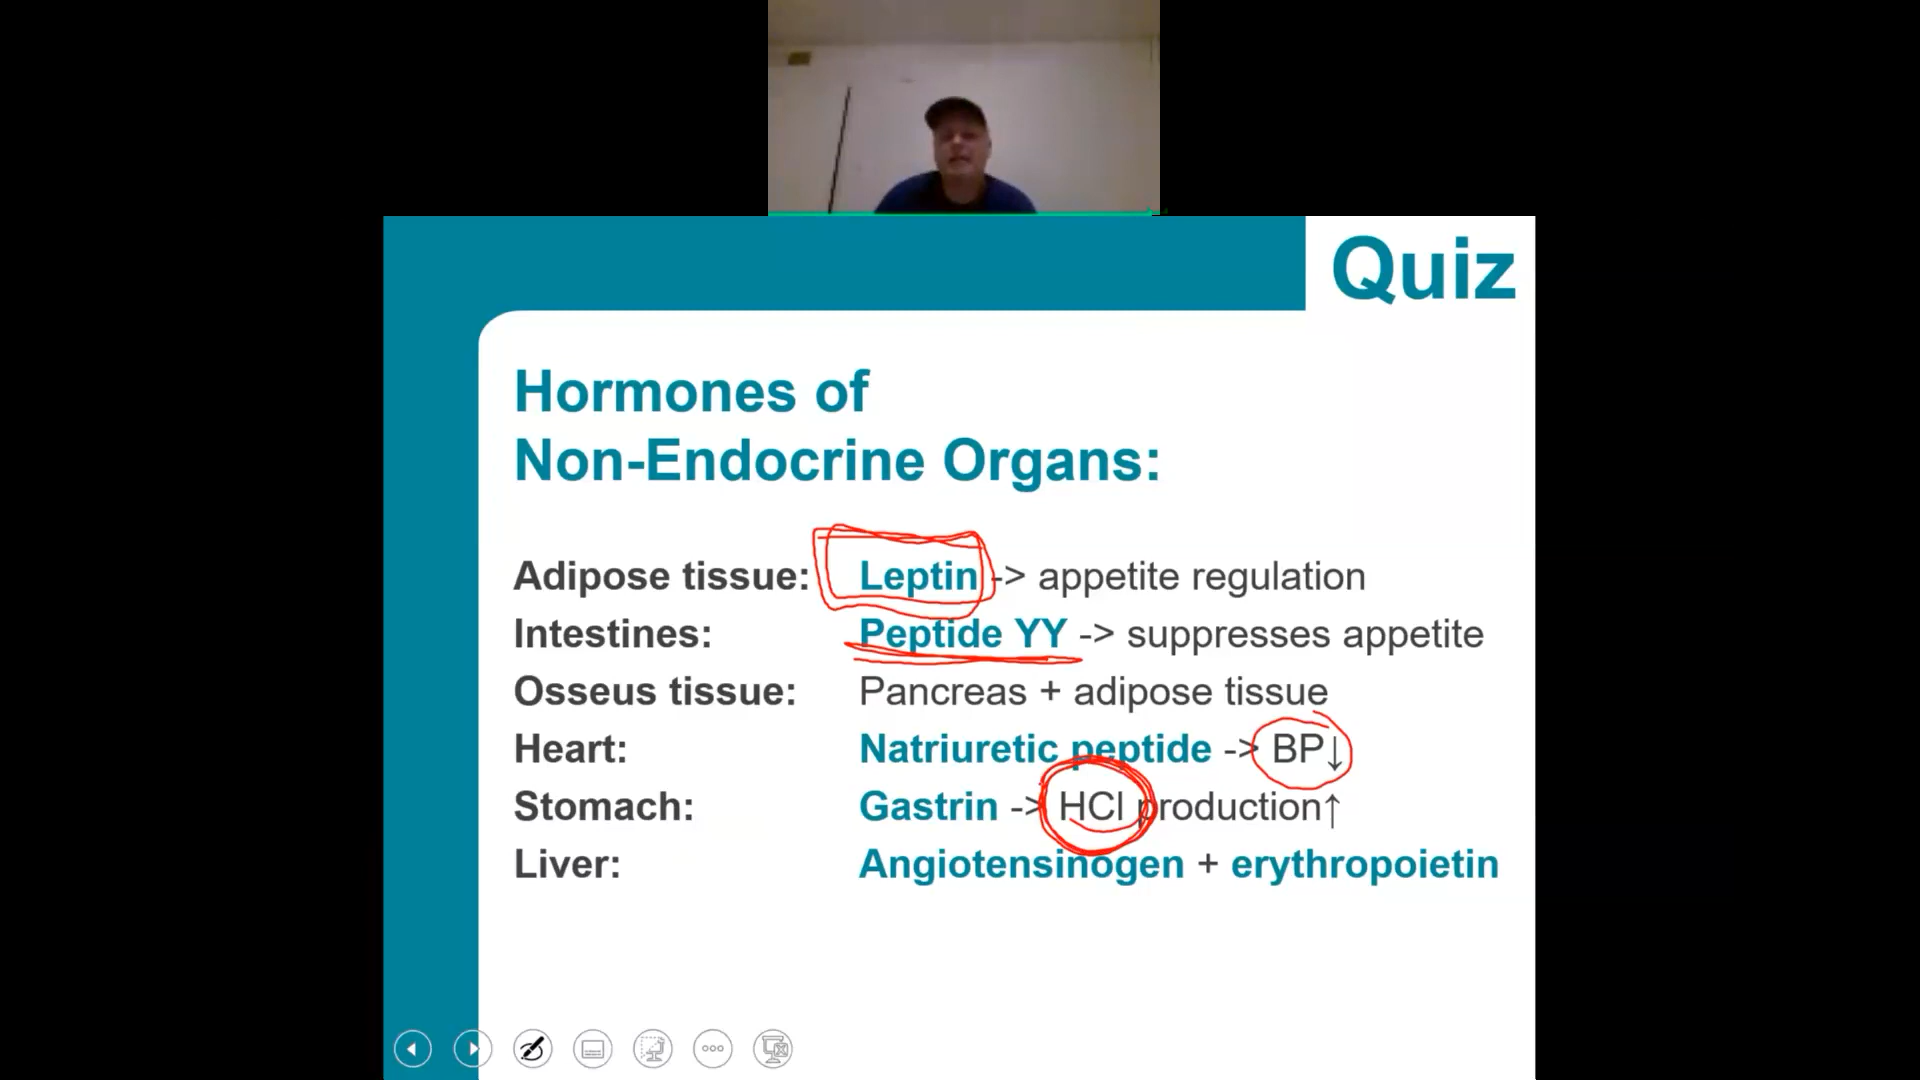 Quiz
Hormones of
Non-Endocrine Organs:
Adipose tissue: Leptin -> appetite regulation
Intestines: Peptide YY -> suppresses appetite
Osseus tissue: Pancreas + adipose tissue
Heart: Natriuretic peptide -> BP↓
Stomach: Gastrin -> HCl production↑
Liver: Angiotensinogen + erythropoietin